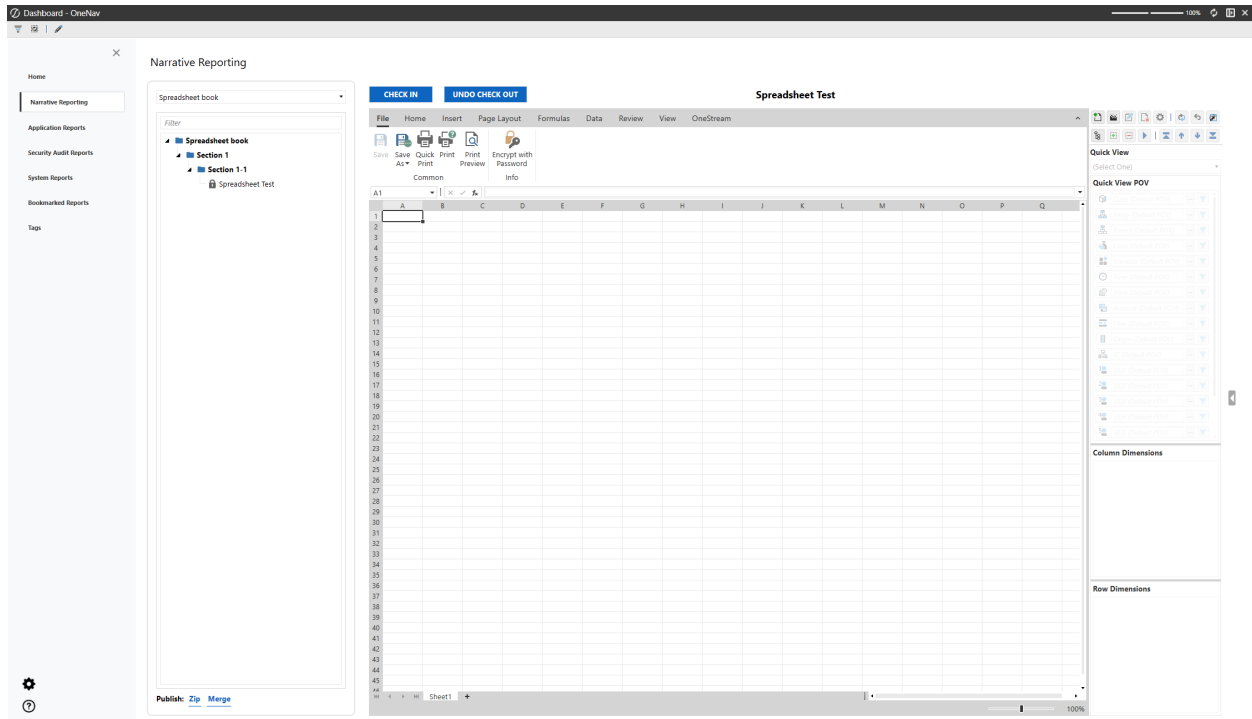 Dashboard - OneNav
100%
Narrative Reporting
Home
Narrative Reporting
Application Reports
Security Audit Reports
System Reports
Bookmarked Reports
Tags
Spreadsheet book
Filter
Spreadsheet book
Section 1
Section 1-1
Spreadsheet Test
Publish: Zip Merge
CHECK IN UNDO CHECK OUT Spreadsheet Test
File Home Insert Page Layout Formulas Data Review View OneStream
Save Save As Quick Print Print Print Preview Encrypt with Password
Common Info
A1
A B C D E F G H I J K L M N O P Q
1
2
3
4
5
6
7
8
9
10
11
12
13
14
15
16
17
18
19
20
21
22
23
24
25
26
27
28
29
30
31
32
33
34
35
36
37
38
39
40
41
42
43
44
45
Sheet1 +
100%
Quick View
(Select One)
Quick View POV
Column Dimensions
Row Dimensions